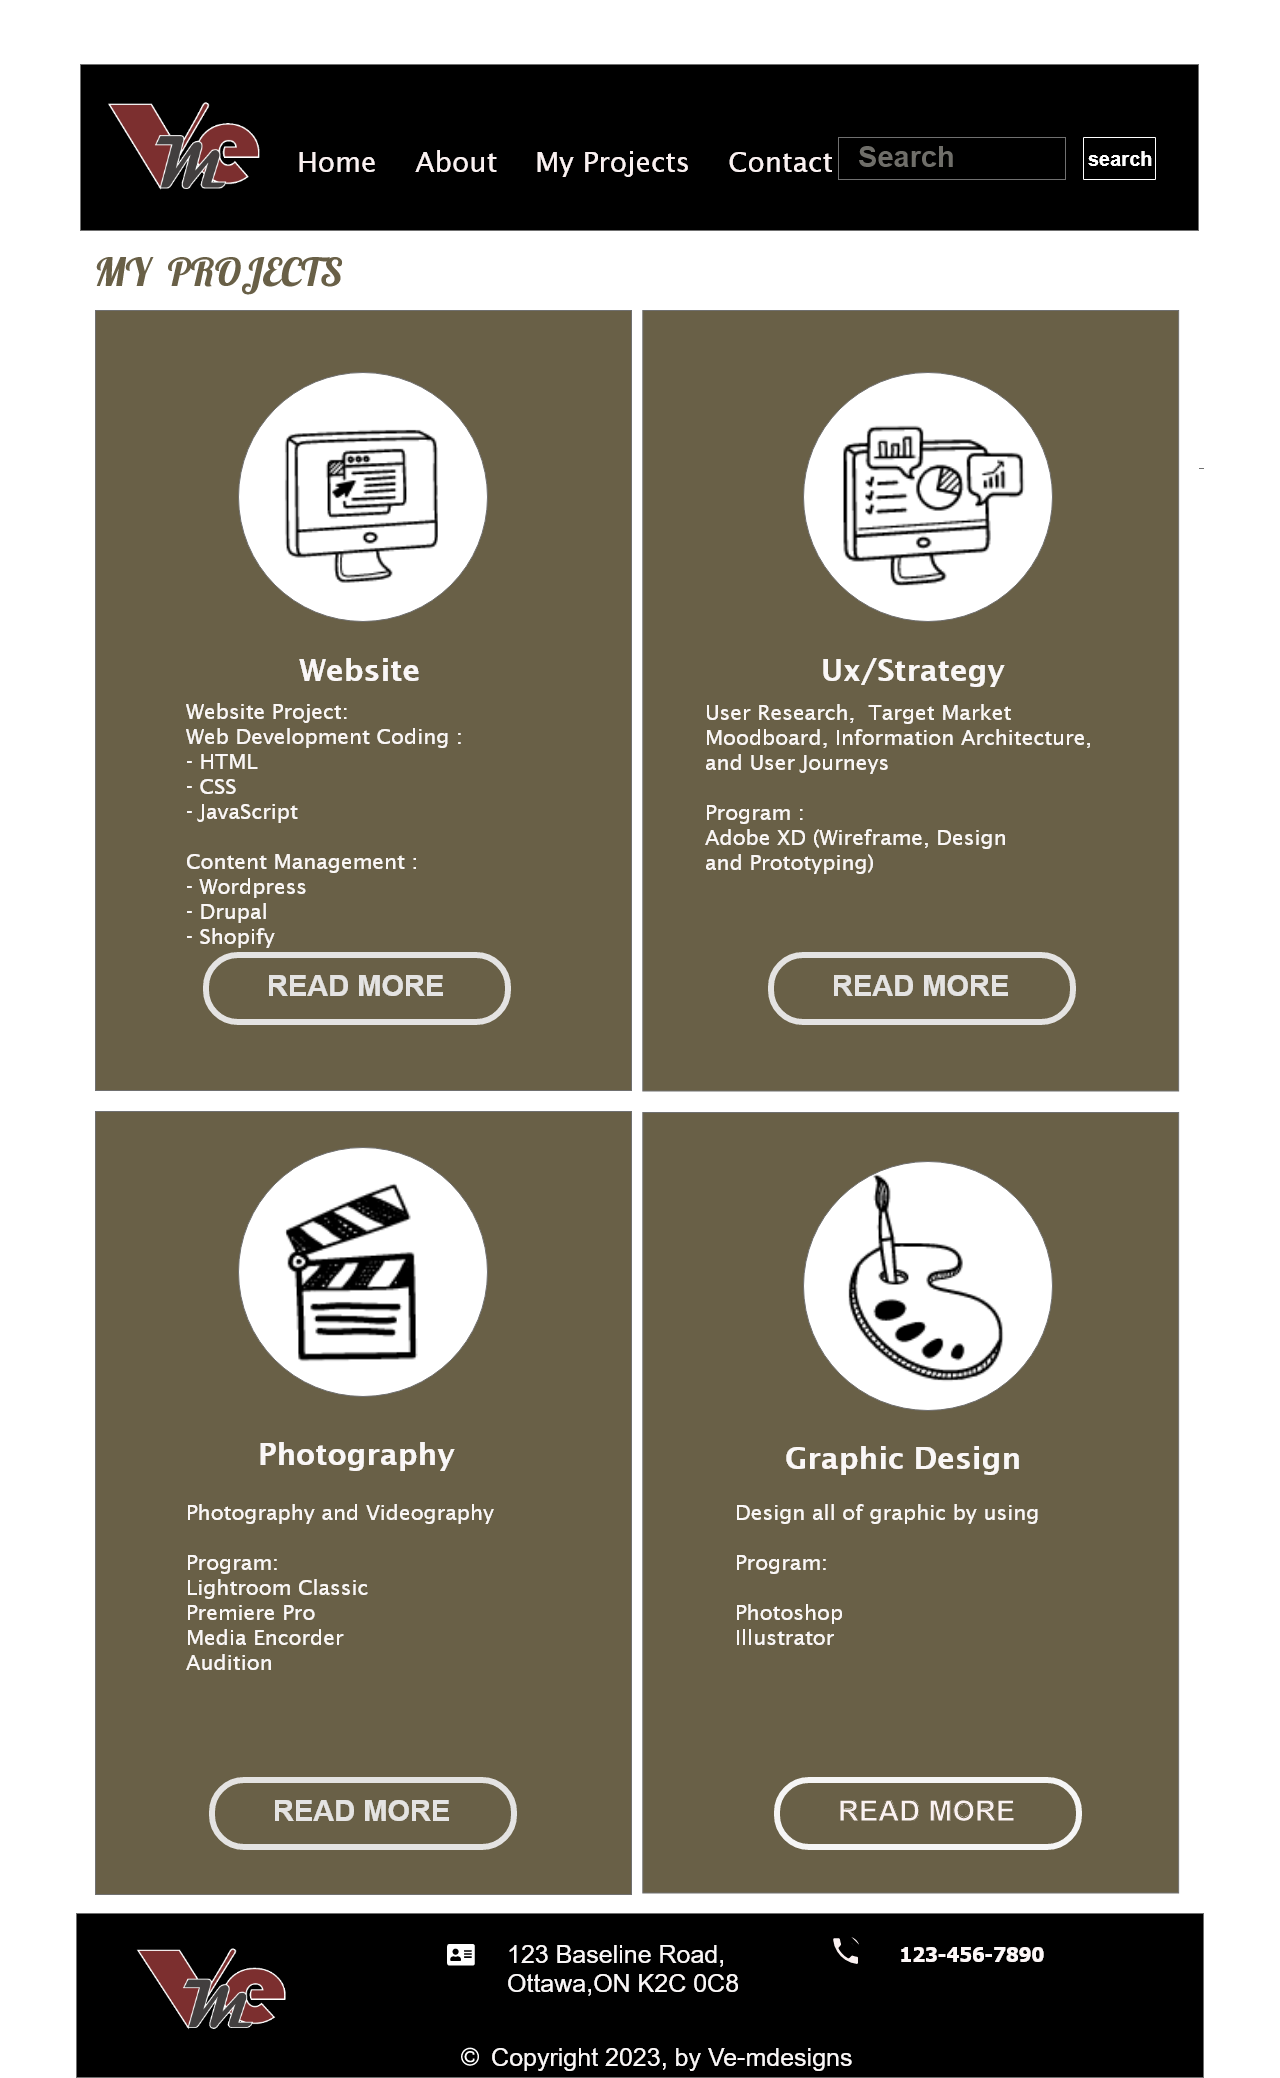 Vme
Home About My Projects Contact Search search
MY PROJECTS
Website
Website Project:
Web Development Coding :
- HTML
- CSS
- JavaScript
Content Management :
- Wordpress
- Drupal
- Shopify
READ MORE
Ux/Strategy
User Research, Target Market
Moodboard, Information Architecture,
and User Journeys
Program :
Adobe XD (Wireframe, Design
and Prototyping)
READ MORE
Photography
Photography and Videography
Program:
Lightroom Classic
Premiere Pro
Media Encorder
Audition
READ MORE
Graphic Design
Design all of graphic by using
Program:
Photoshop
Illustrator
READ MORE
Vme
123 Baseline Road,
Ottawa,ON K2C 0C8
123-456-7890
© Copyright 2023, by Ve-mdesigns